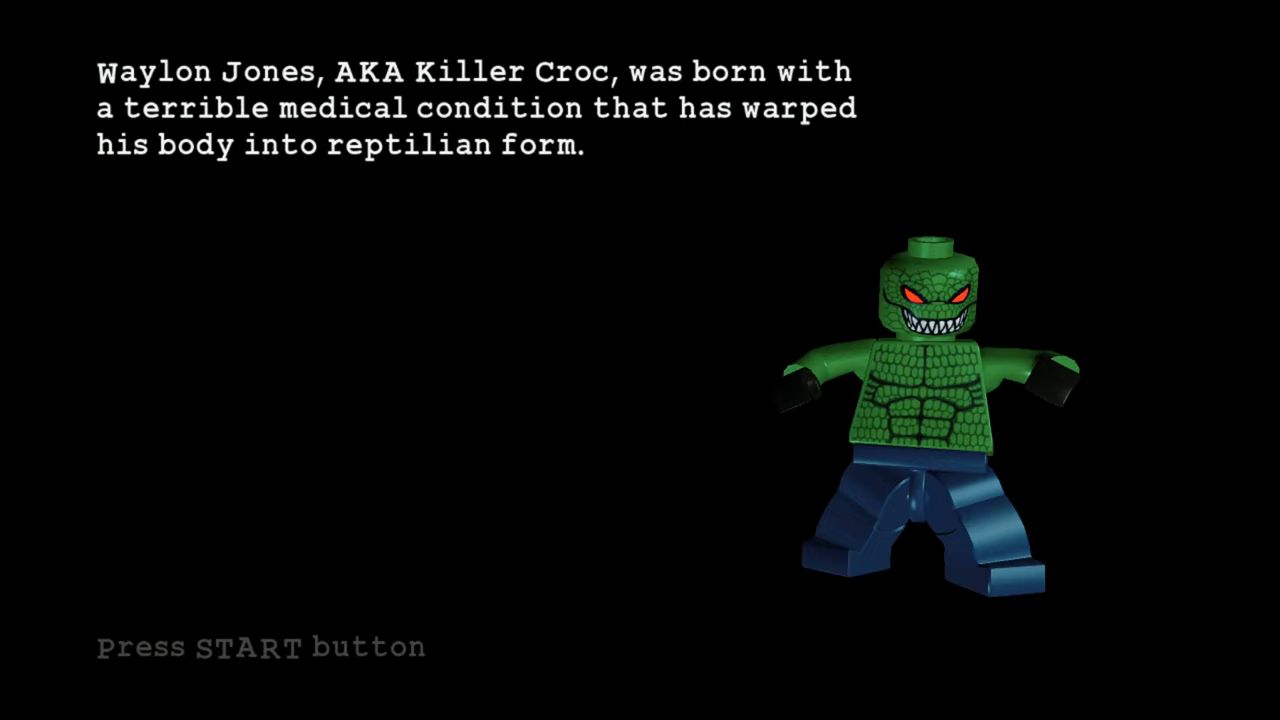 Waylon Jones, AKA Killer Croc, was born with
a terrible medical condition that has warped
his body into reptilian form.
Press START button